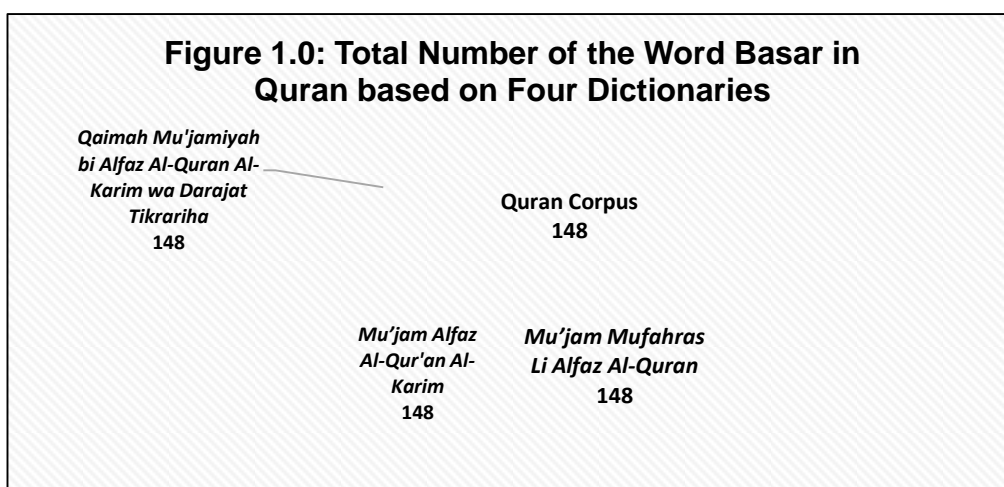 Figure 1.0: Total Number of the Word Basar in
Quran based on Four Dictionaries
Qaimah Mu'jamiyah
bi Alfaz Al-Quran Al-
Karim wa Darajat
Tikrariha
148
Quran Corpus
148
Mu’jam Alfaz
Al-Qur'an Al-
Karim
148
Mu’jam Mufahras
Li Alfaz Al-Quran
148